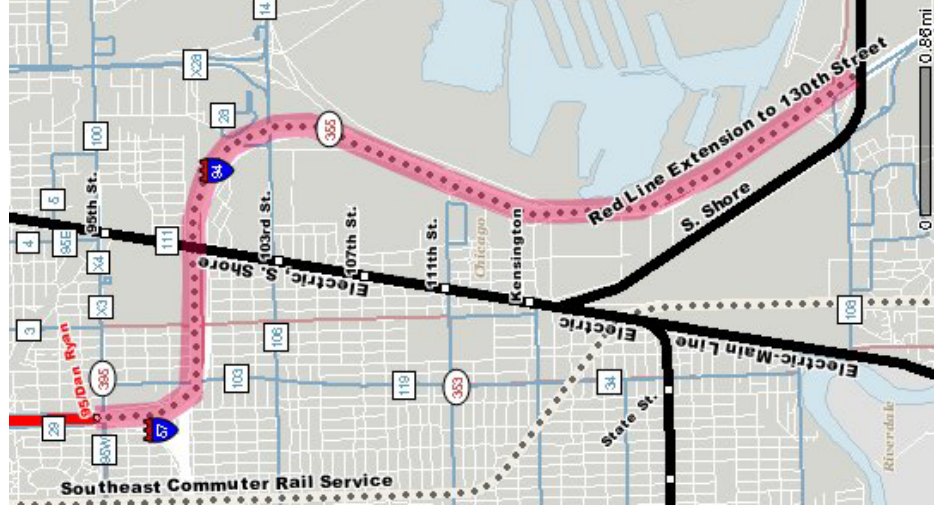 14
X28
100
5
28
4
95E
95th St.
94
X4
111
355
103rd St.
107th St.
111th St.
Chicago
Kensington
Electric, S. Shore
Red Line Extension to 130th Street
S. Shore
0
0.86mi
3
X3
95/Dan Ryan
395
106
103
29
57
95W
119
353
34
108
Electric
Electric-Main Line
State St.
Southeast Commuter Rail Service
Riverdale